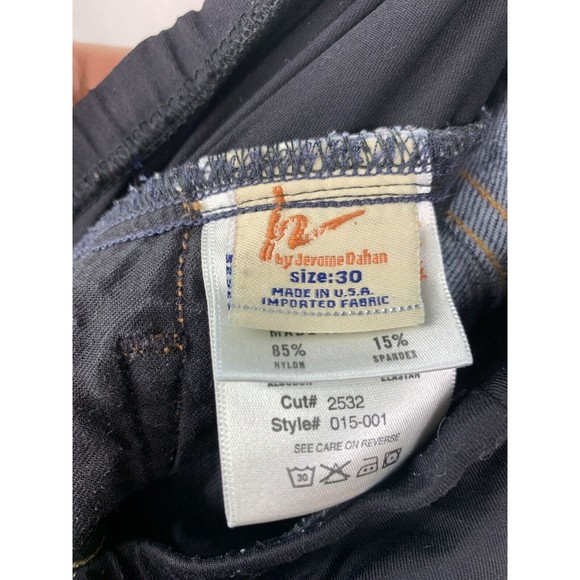 by Jerome Dahan
size:30
MADE IN U.S.A.
IMPORTED FABRIC
85% 15%
NYLON SPANDEX
ELASTAN
Cut# 2532
Style# 015-001
SEE CARE ON REVERSE
30